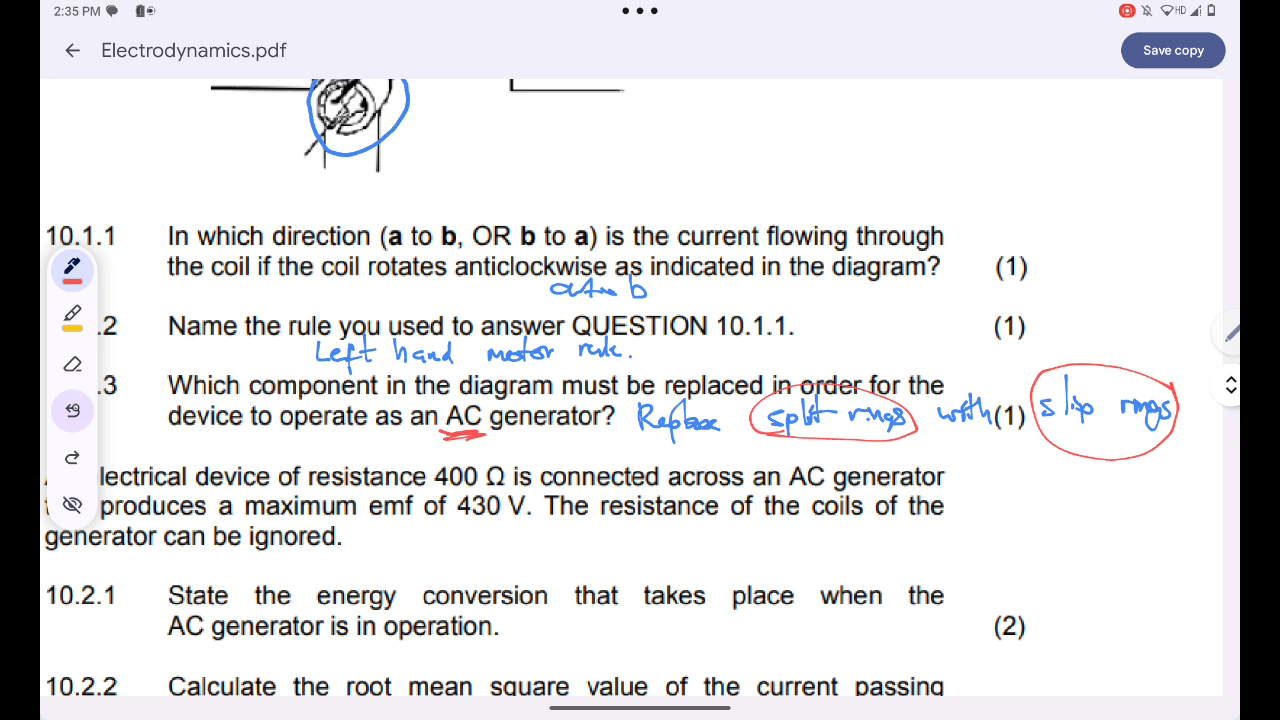 2:35 PM
HD
Electrodynamics.pdf
Save copy
10.1.1 In which direction (a to b, OR b to a) is the current flowing through
the coil if the coil rotates anticlockwise as indicated in the diagram? (1)
a to b
.2 Name the rule you used to answer QUESTION 10.1.1. (1)
Left hand motor rule.
.3 Which component in the diagram must be replaced in order for the
device to operate as an AC generator? (1)
Replace split rings with slip rings
lectrical device of resistance 400 Ω is connected across an AC generator
produces a maximum emf of 430 V. The resistance of the coils of the
generator can be ignored.
10.2.1 State the energy conversion that takes place when the
AC generator is in operation. (2)
10.2.2 Calculate the root mean square value of the current passing